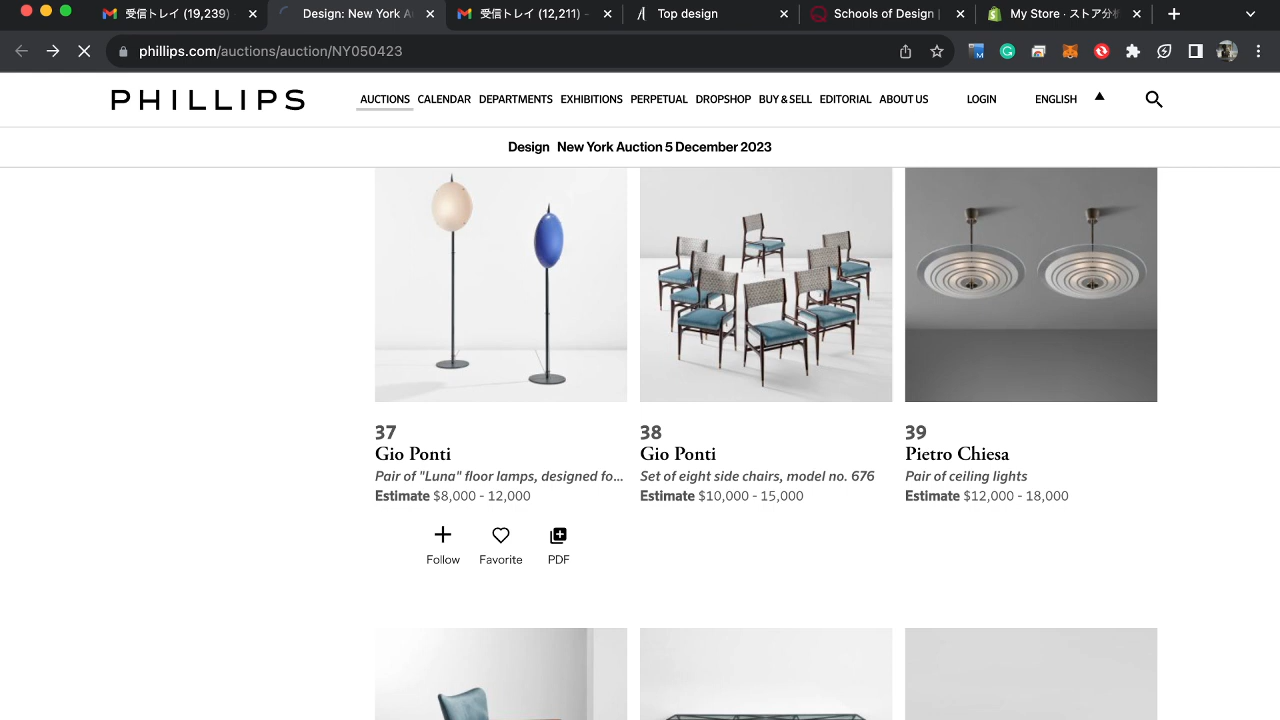 受信トレイ (19,239)
Design: New York A
受信トレイ (12,211) –
Top design
Schools of Design |
My Store · ストア分析
phillips.com/auctions/auction/NY050423
PHILLIPS
AUCTIONS CALENDAR DEPARTMENTS EXHIBITIONS PERPETUAL DROPSHOP BUY & SELL EDITORIAL ABOUT US LOGIN ENGLISH
Design New York Auction 5 December 2023
37
Gio Ponti
Pair of "Luna" floor lamps, designed fo...
Estimate $8,000 - 12,000
Follow Favorite PDF
38
Gio Ponti
Set of eight side chairs, model no. 676
Estimate $10,000 - 15,000
39
Pietro Chiesa
Pair of ceiling lights
Estimate $12,000 - 18,000